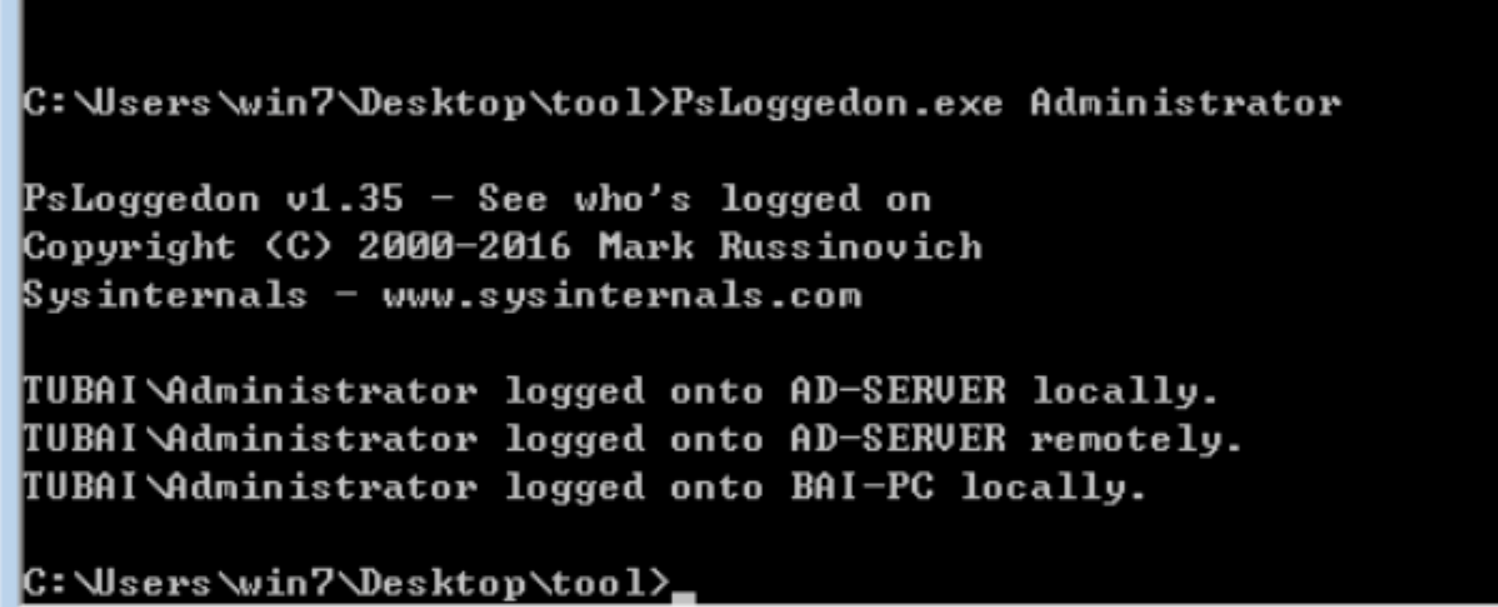 C:\Users\win7\Desktop\tool>PsLoggedon.exe Administrator
PsLoggedon v1.35 - See who's logged on
Copyright (C) 2000-2016 Mark Russinovich
Sysinternals - www.sysinternals.com
TUBAI\Administrator logged onto AD-SERVER locally.
TUBAI\Administrator logged onto AD-SERVER remotely.
TUBAI\Administrator logged onto BAI-PC locally.
C:\Users\win7\Desktop\tool>